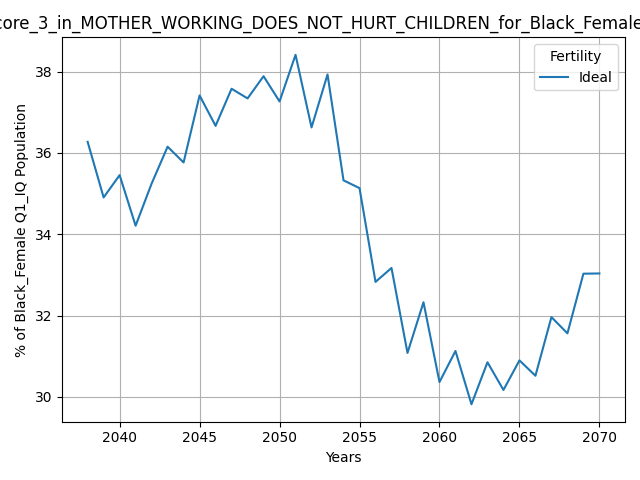 core_3_in_MOTHER_WORKING_DOES_NOT_HURT_CHILDREN_for_Black_Female
Fertility
Ideal
% of Black_Female Q1_IQ Population
38
36
34
32
30
2040 2045 2050 2055 2060 2065 2070
Years